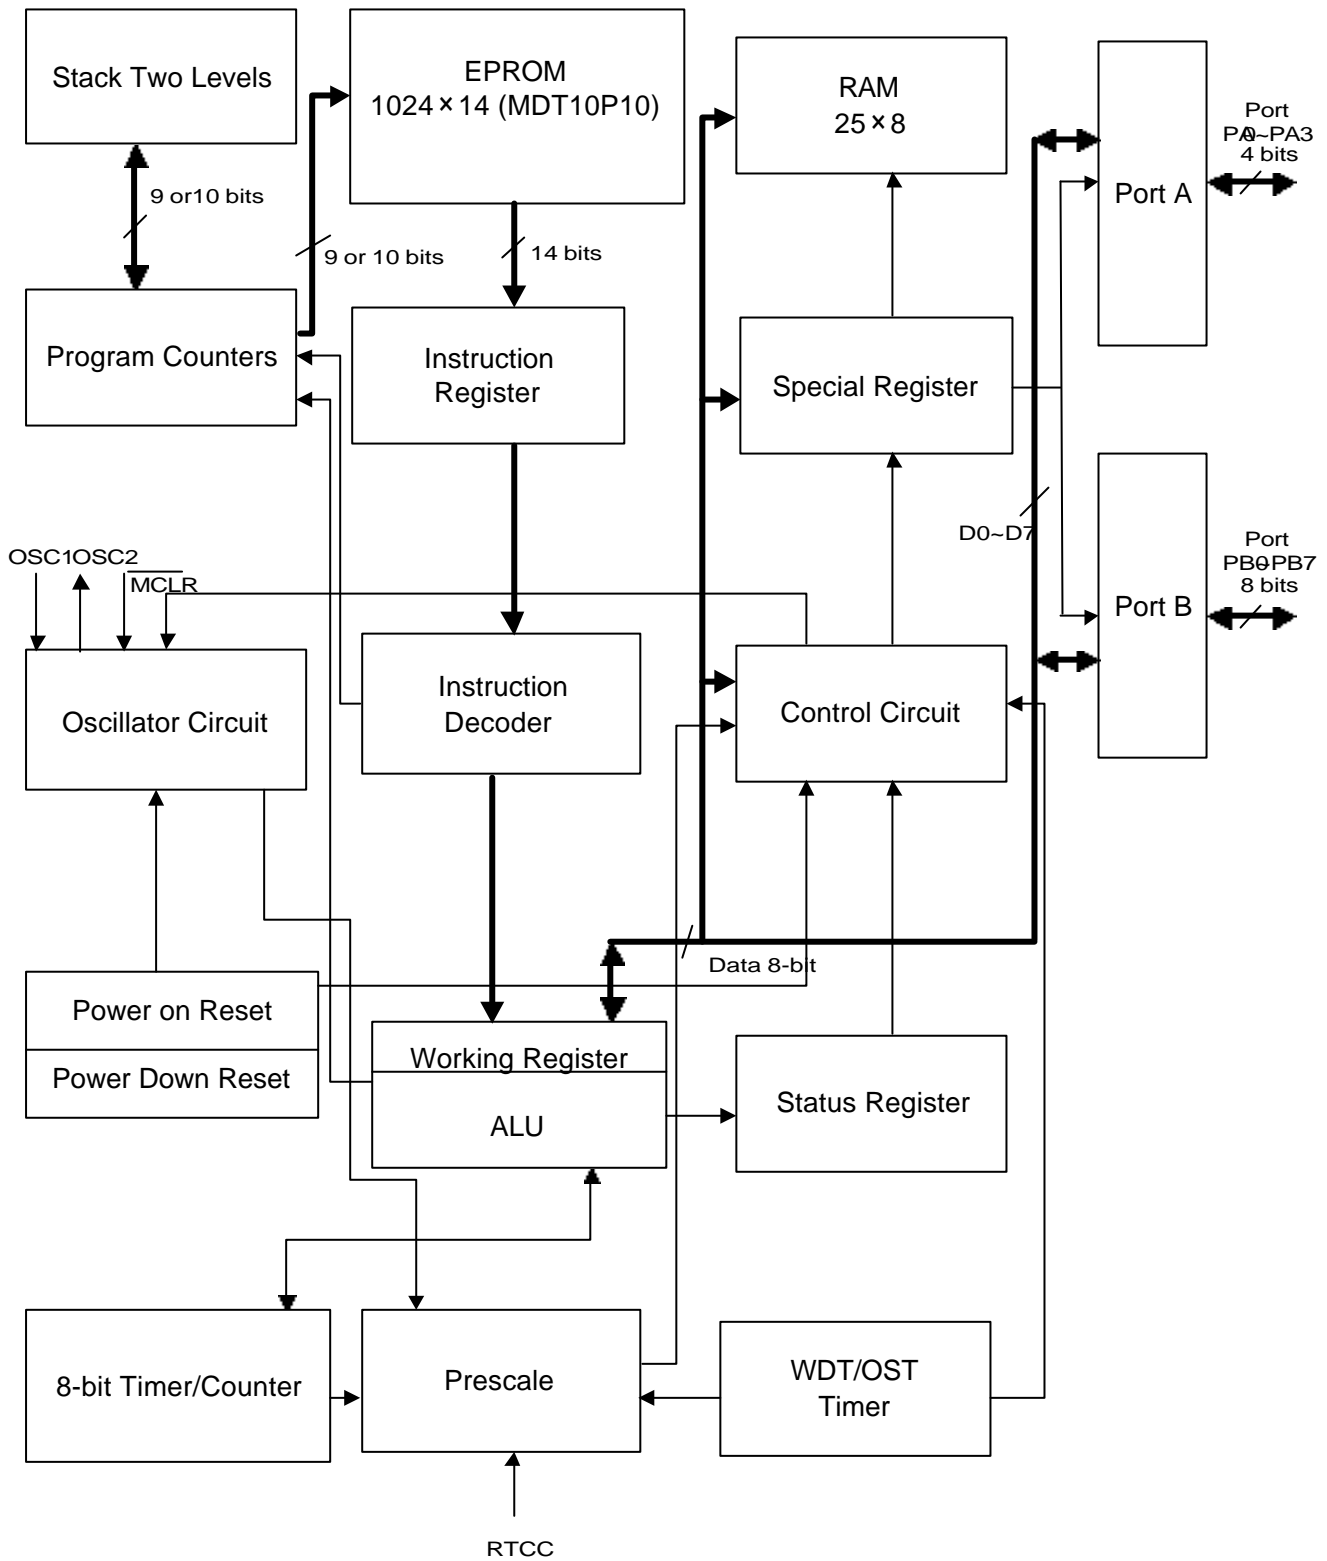 Stack Two Levels
EPROM
1024×14 (MDT10P10)
RAM
25×8
Port
PA0~PA3
4 bits
Port A
9 or10 bits
9 or 10 bits
14 bits
Program Counters
Instruction
Register
Special Register
D0~D7
Port
PB0~PB7
8 bits
Port B
OSC1OSC2
MCLR
Oscillator Circuit
Instruction
Decoder
Control Circuit
Data 8-bit
Power on Reset
Power Down Reset
Working Register
ALU
Status Register
8-bit Timer/Counter
Prescale
WDT/OST
Timer
RTCC